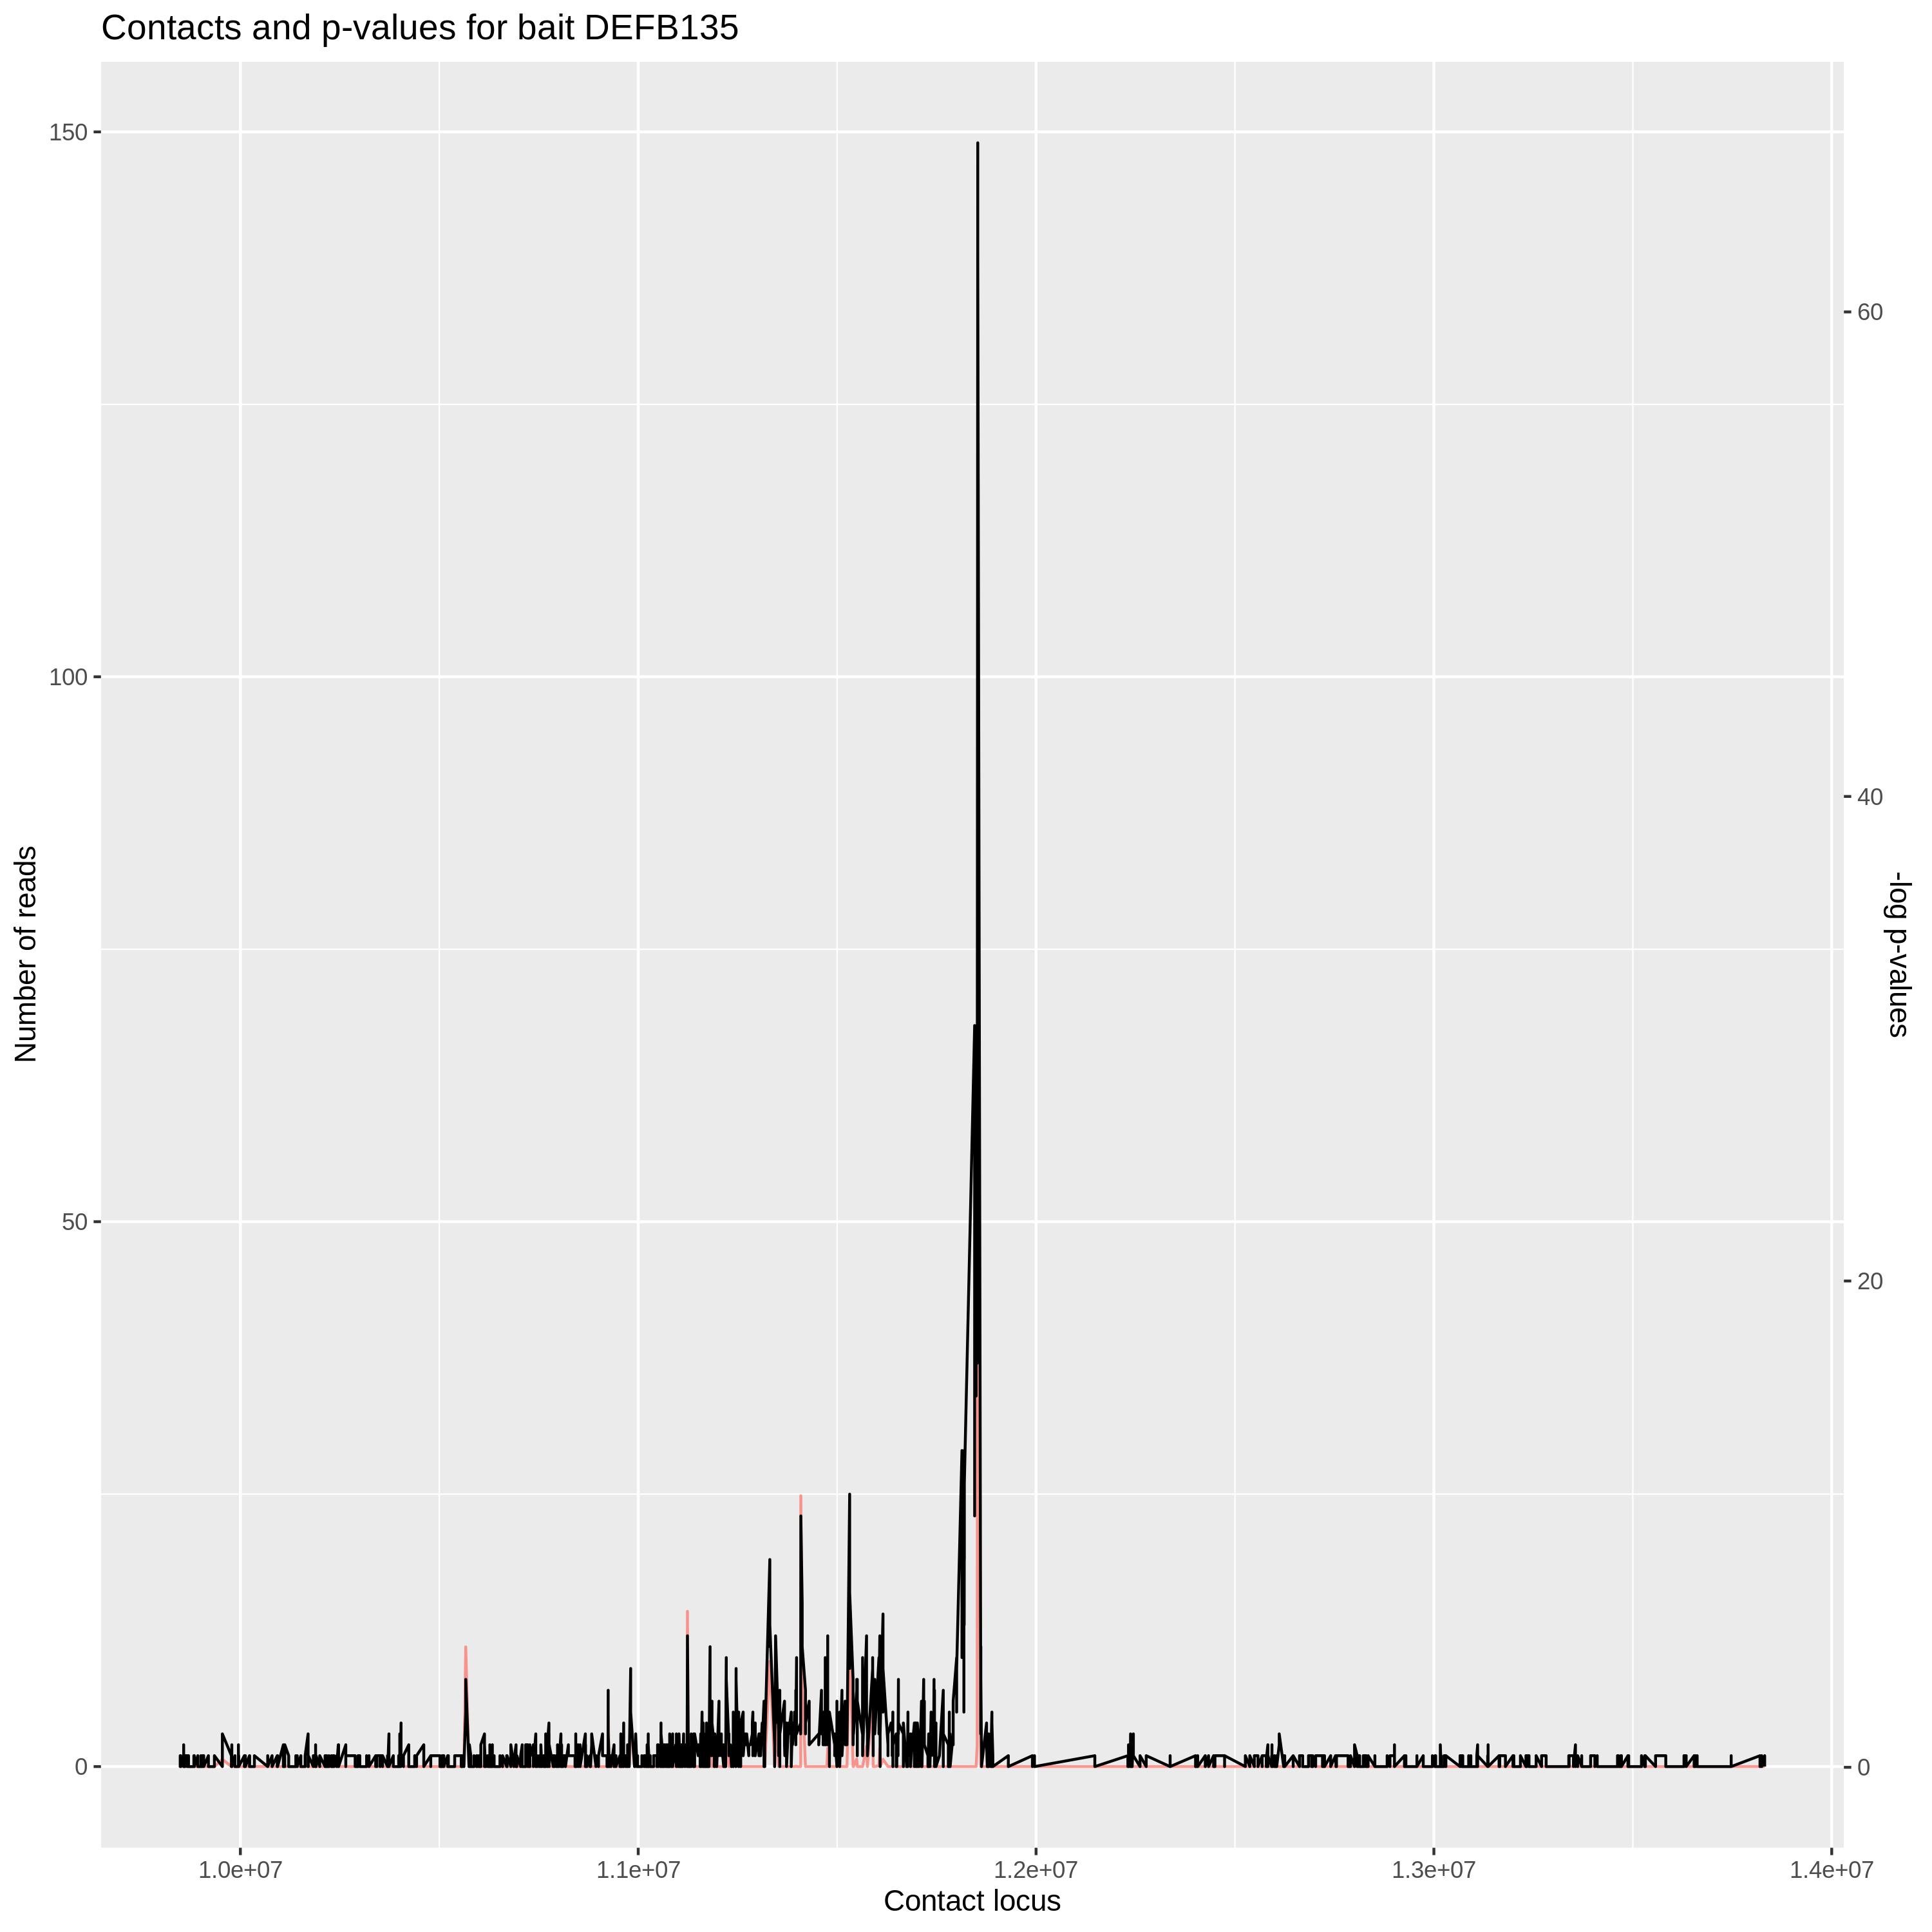 Contacts and p-values for bait DEFB135
150
100
50
0
Number of reads
60
40
20
0
-log p-values
1.0e+07
1.1e+07
1.2e+07
1.3e+07
1.4e+07
Contact locus